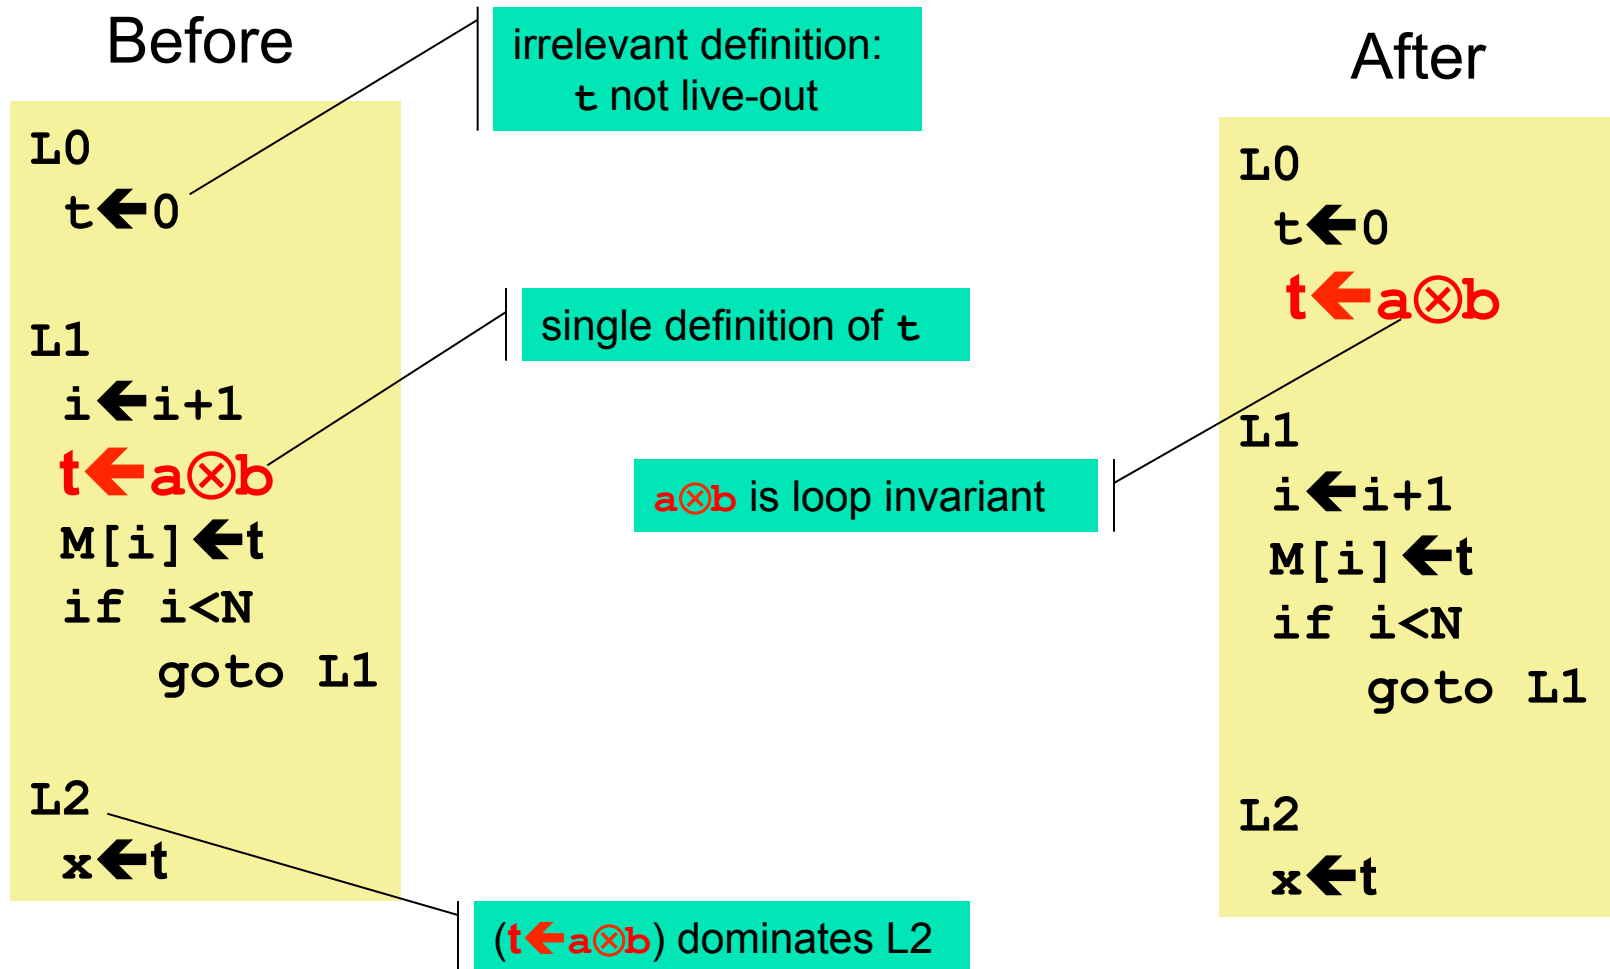 Before
L0
t←0
L1
i←i+1
t←a⊗b
M[i]←t
if i<N
goto L1
L2
x←t
irrelevant definition:
t not live-out
single definition of t
a⊗b is loop invariant
(t←a⊗b) dominates L2
After
L0
t←0
t←a⊗b
L1
i←i+1
M[i]←t
if i<N
goto L1
L2
x←t